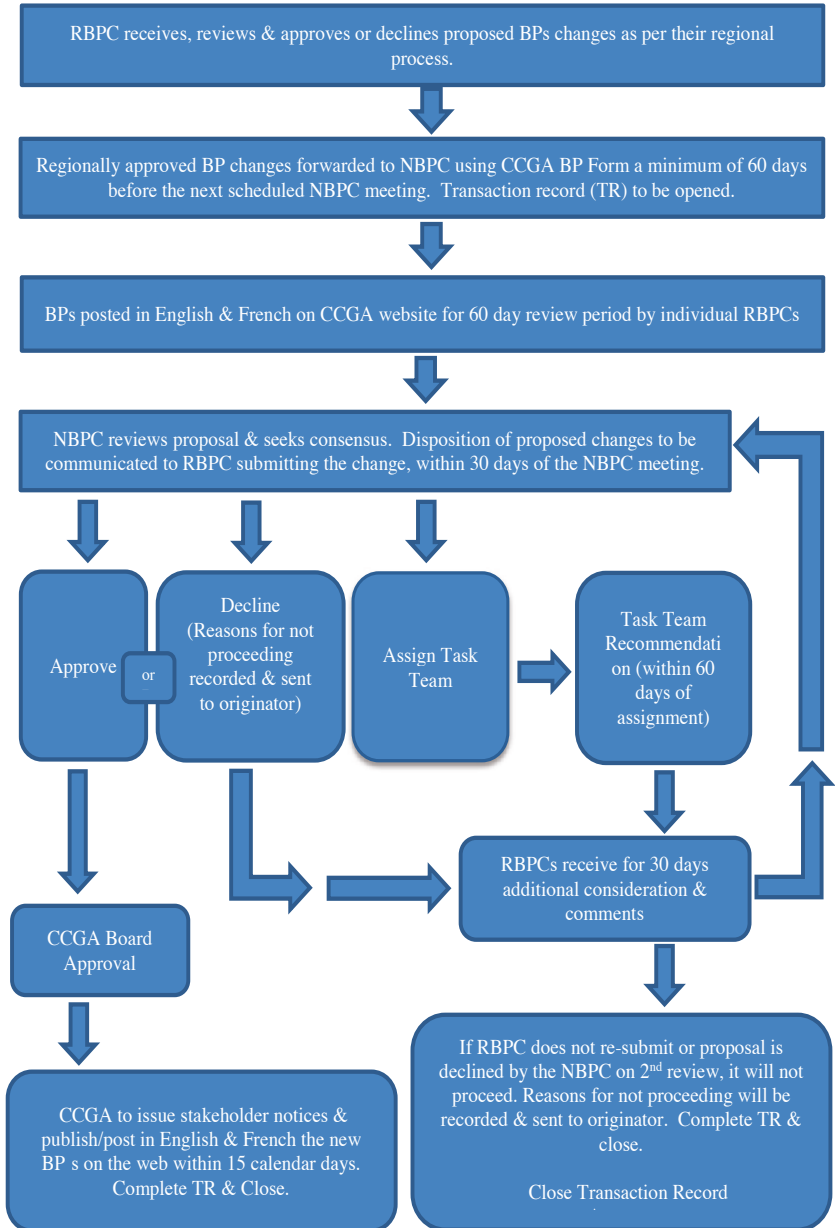 RBPC receives, reviews & approves or declines proposed BPs changes as per their regional
process.
Regionally approved BP changes forwarded to NBPC using CCGA BP Form a minimum of 60 days
before the next scheduled NBPC meeting.  Transaction record (TR) to be opened.
BPs posted in English & French on CCGA website for 60 day review period by individual RBPCs
NBPC reviews proposal & seeks consensus.  Disposition of proposed changes to be
communicated to RBPC submitting the change, within 30 days of the NBPC meeting.
Approve
or
Decline
(Reasons for not
proceeding
recorded & sent
to originator)
Assign Task
Team
Task Team
Recommendati
on (within 60
days of
assignment)
RBPCs receive for 30 days
additional consideration &
comments
CCGA Board
Approval
If RBPC does not re-submit or proposal is
declined by the NBPC on 2nd review, it will not
proceed. Reasons for not proceeding will be
recorded & sent to originator.  Complete TR &
close.
Close Transaction Record
CCGA to issue stakeholder notices &
publish/post in English & French the new
BP s on the web within 15 calendar days.
Complete TR & Close.